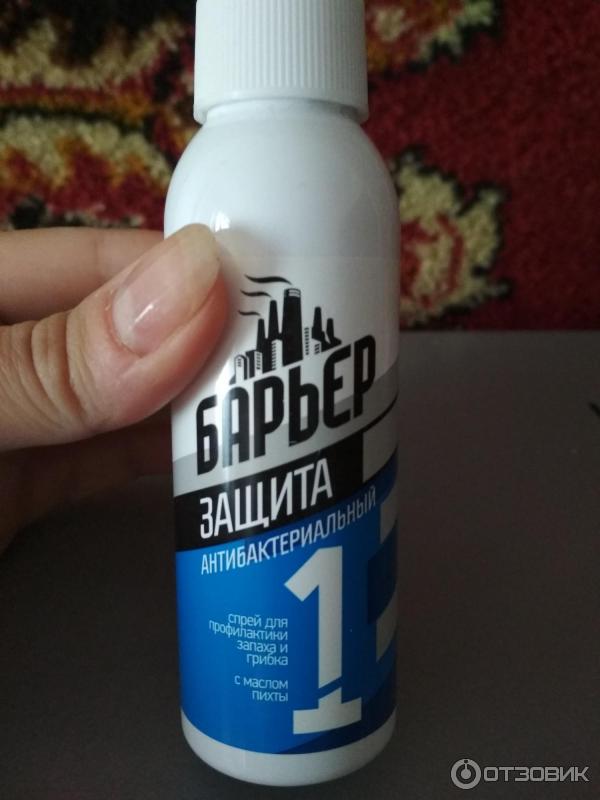 БАРЬЕР
ЗАЩИТА
АНТИБАКТЕРИАЛЬНЫЙ
1
спрей для
профилактики
запаха и
грибка
с маслом
пихты
ОТЗОВИК